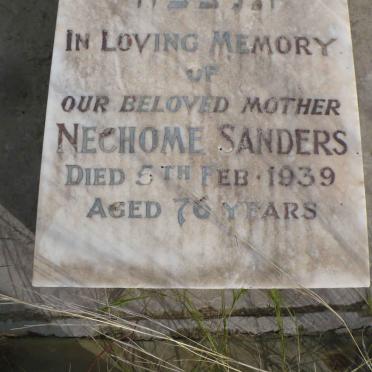 IN LOVING MEMORY
OF
OUR BELOVED MOTHER
NECHOME SANDERS
DIED 5TH FEB · 1939
AGED 76 YEARS